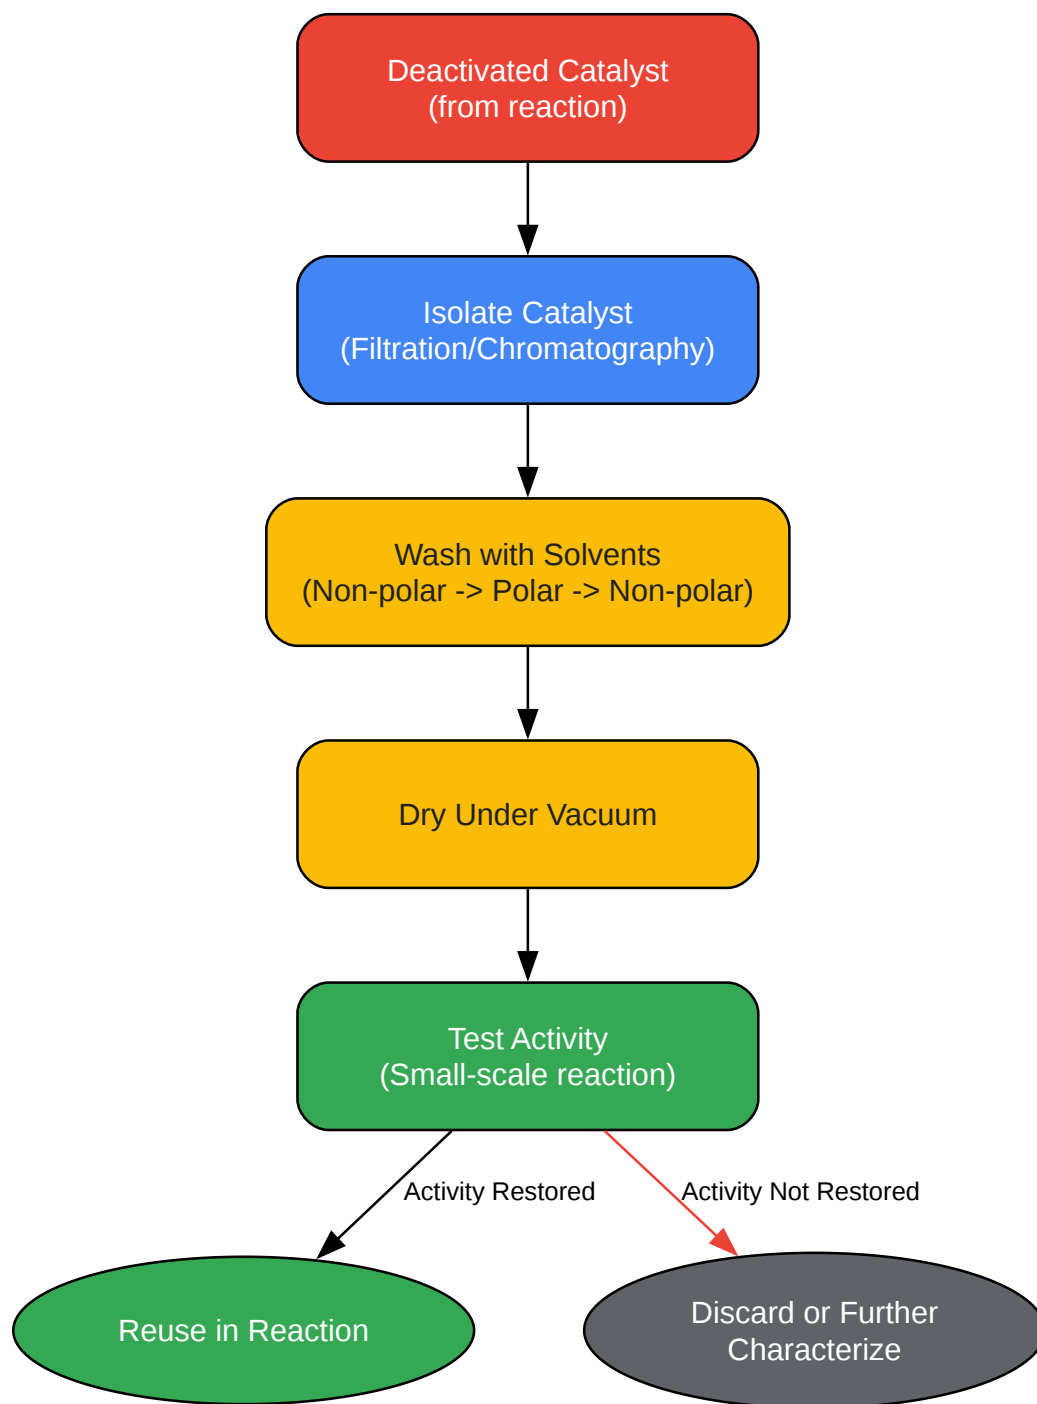 Deactivated Catalyst
(from reaction)
Isolate Catalyst
(Filtration/Chromatography)
Wash with Solvents
(Non-polar -> Polar -> Non-polar)
Dry Under Vacuum
Test Activity
(Small-scale reaction)
Activity Restored
Activity Not Restored
Reuse in Reaction
Discard or Further
Characterize